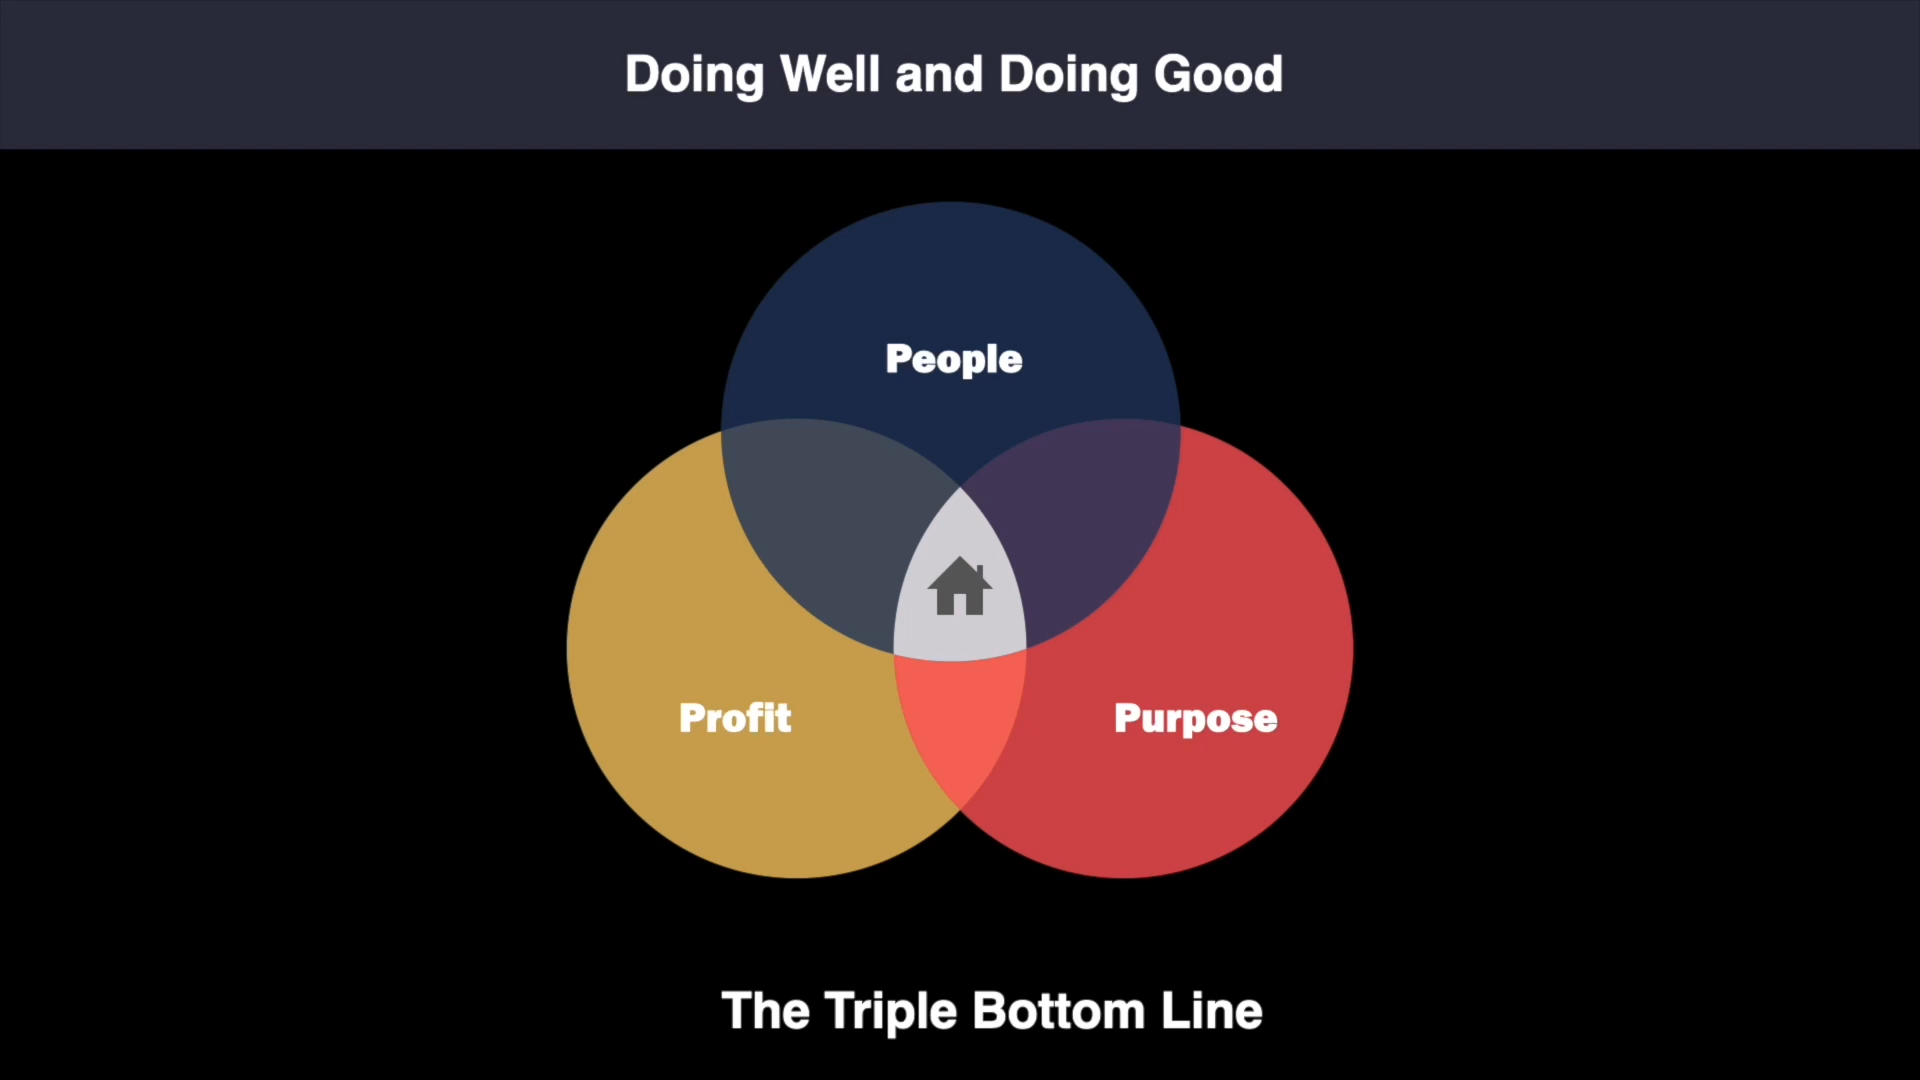 Doing Well and Doing Good
People
Profit
Purpose
The Triple Bottom Line